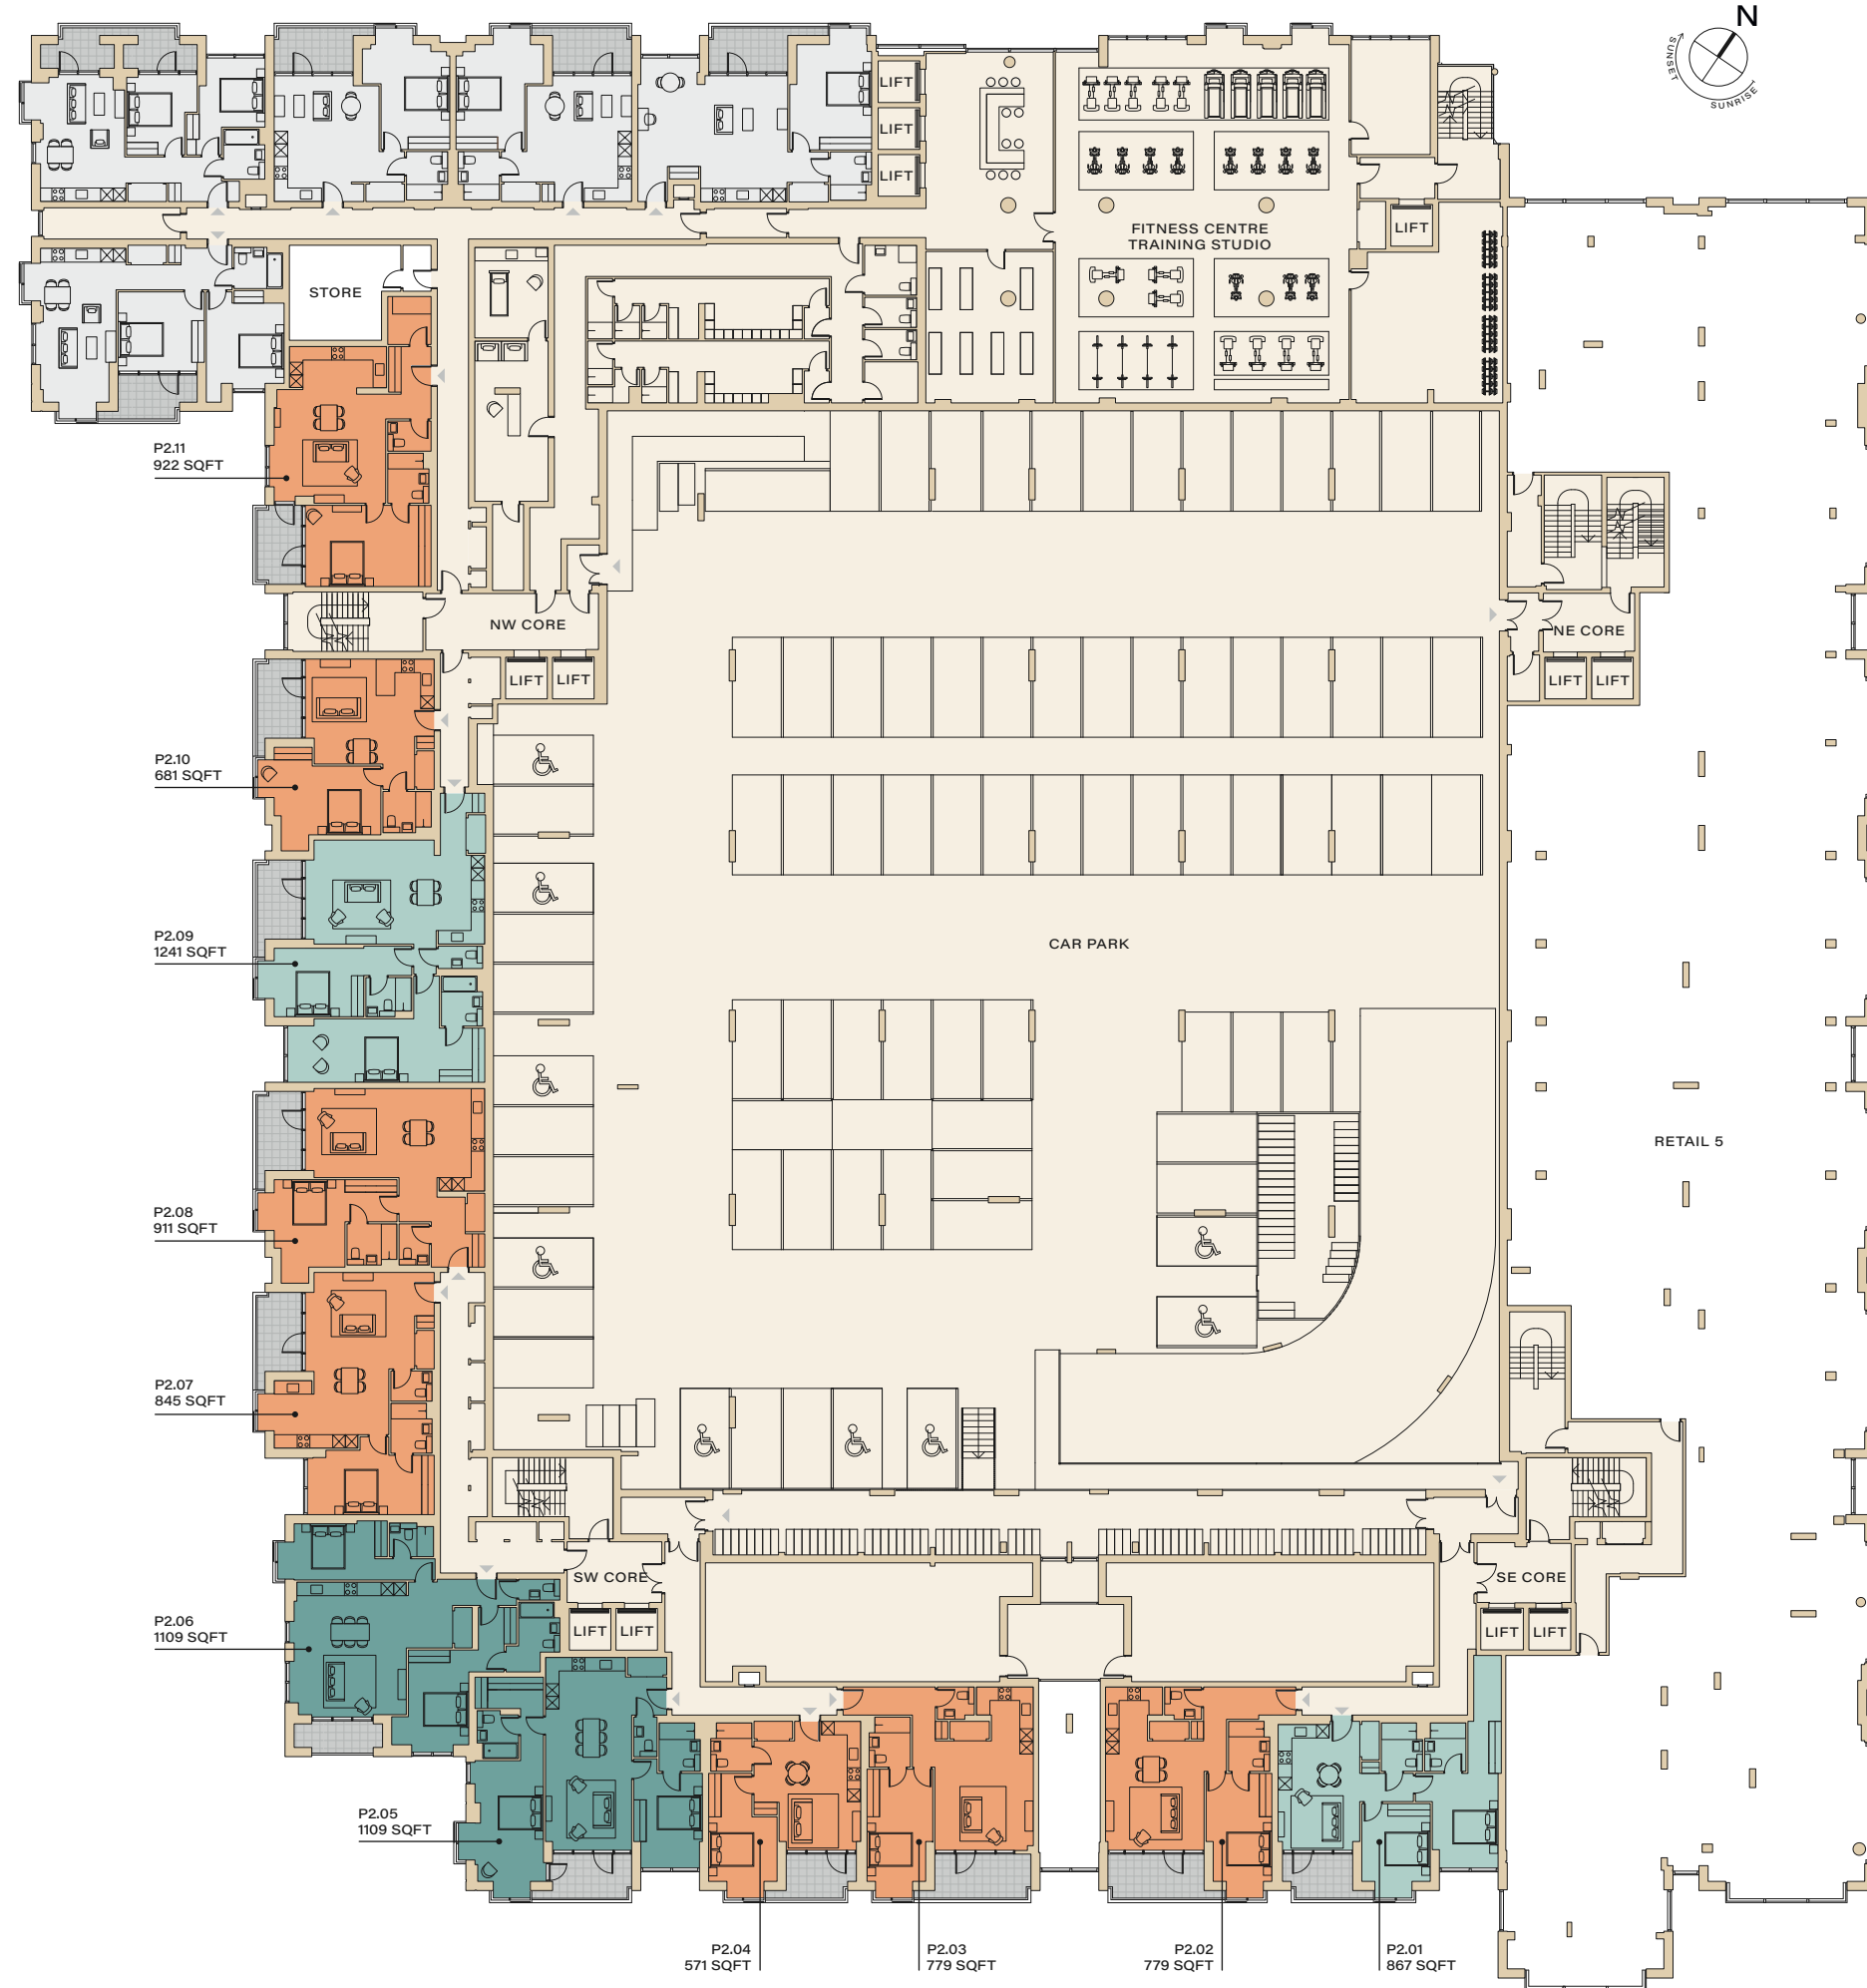 N
SUNSET
SUNRISE
LIFT
LIFT
LIFT
FITNESS CENTRE
TRAINING STUDIO
LIFT
STORE
P2.11
922 SQFT
NW CORE
NE CORE
LIFT
LIFT
LIFT
LIFT
P2.10
681 SQFT
P2.09
1241 SQFT
CAR PARK
RETAIL 5
P2.08
911 SQFT
P2.07
845 SQFT
SW CORE
SE CORE
P2.06
1109 SQFT
LIFT
LIFT
LIFT
LIFT
P2.05
1109 SQFT
P2.04
571 SQFT
P2.03
779 SQFT
P2.02
779 SQFT
P2.01
867 SQFT